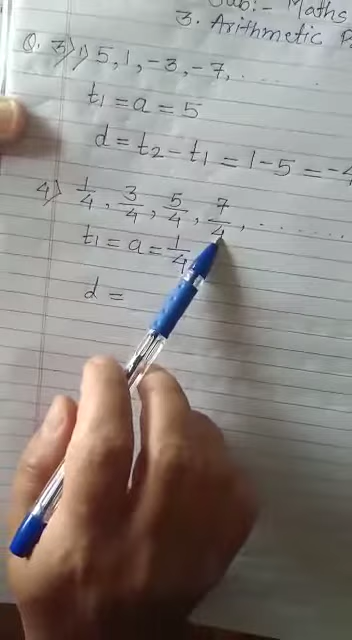 Sub:- Maths
3. Arithmetic
Q. 3) 1) 5, 1, -3, -7, ......
t₁ = a = 5
d = t₂ - t₁ = 1-5 = -4
4) 1/4, 3/4, 5/4, 7/4, ......
t₁ = a = 1/4
d =